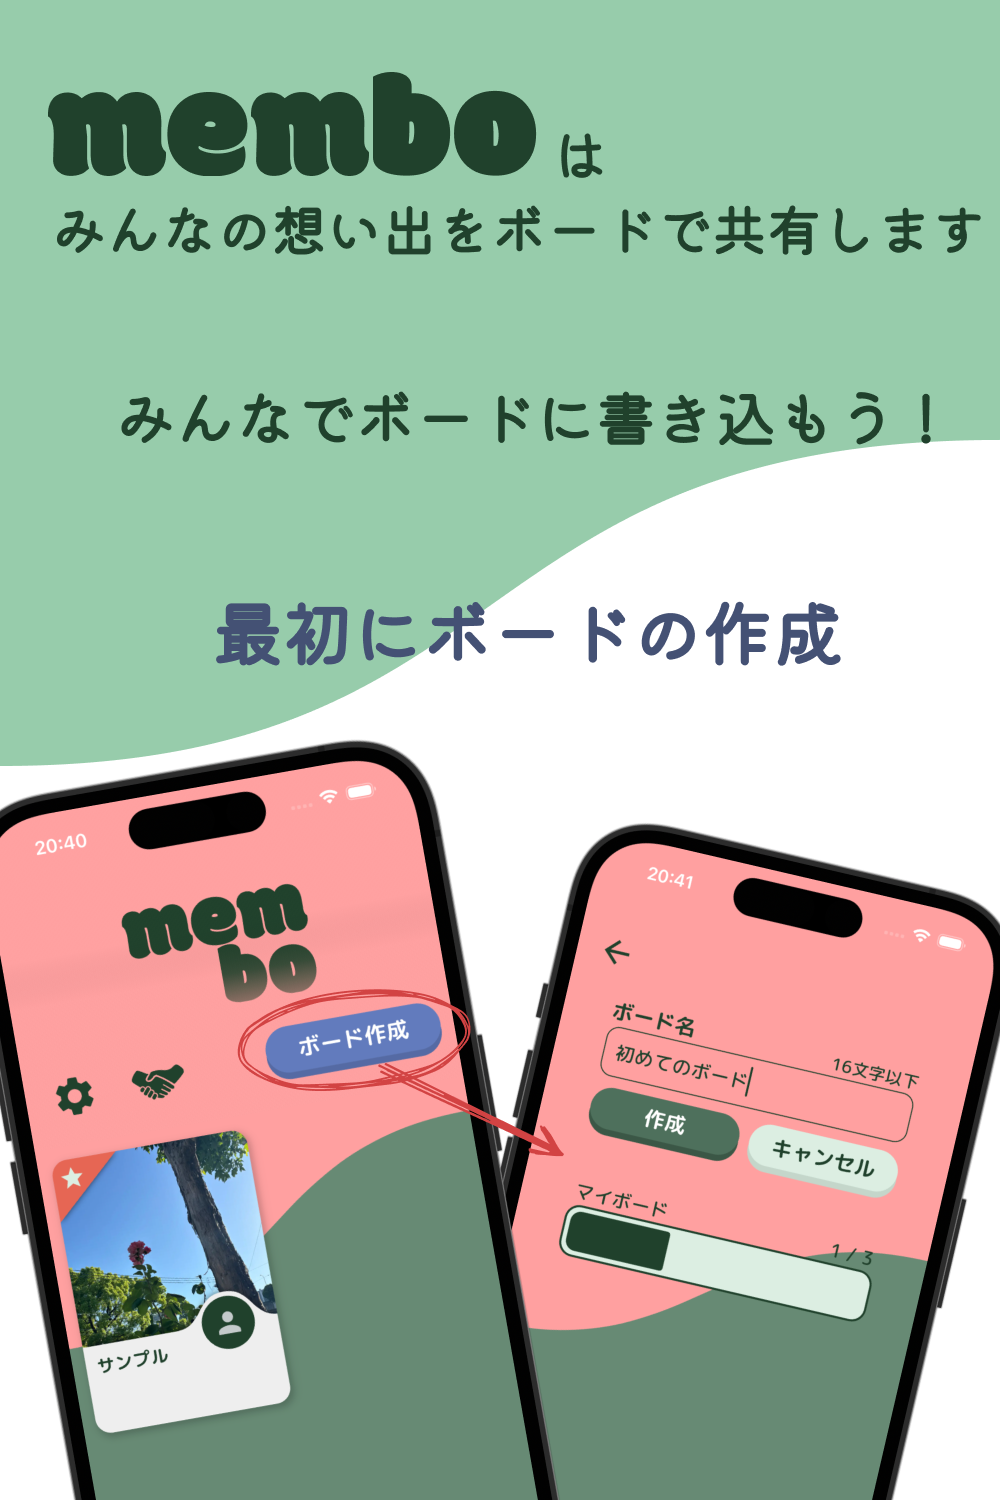 membo は
みんなの想い出をボードで共有します
みんなでボードに書き込もう！
最初にボードの作成
20:40
mem
bo
ボード作成
サンプル
20:41
ボード名
16文字以下
初めてのボード
作成
キャンセル
マイボード
1 / 3